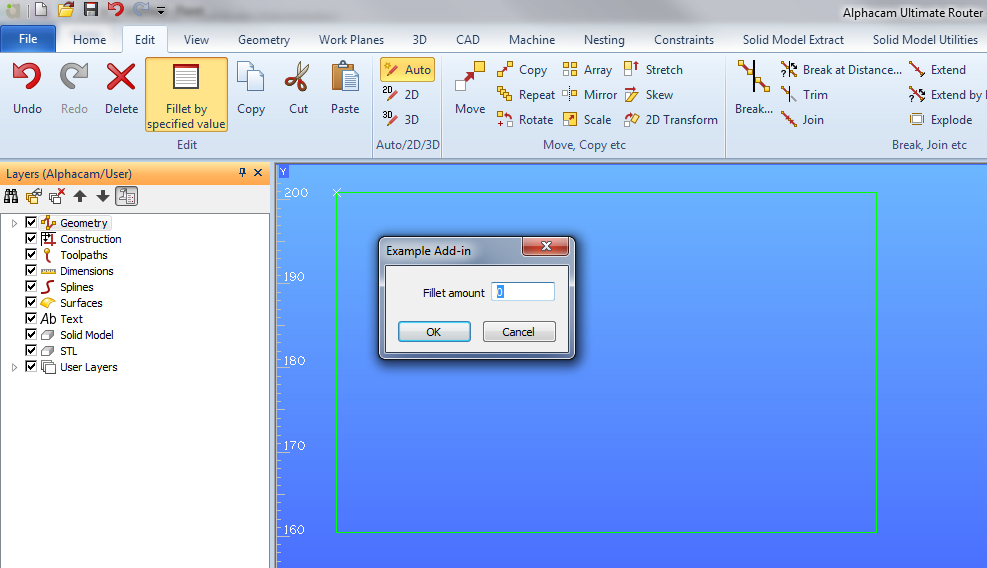 Alphacam Ultimate Router
File Home Edit View Geometry Work Planes 3D CAD Machine Nesting Constraints Solid Model Extract Solid Model Utilities
Undo
Redo
Delete
Fillet by
specified value
Copy
Cut
Paste
Edit
Auto
2D 2D
3D 3D
Auto/2D/3D
Move
Copy Array Stretch
Repeat Mirror Skew
Rotate Scale 2D Transform
Move, Copy etc
Break...
Break at Distance... Extend
Trim Extend by
Join Explode
Break, Join etc
Layers (Alphacam/User)
Geometry
Construction
Toolpaths
Dimensions
Splines
Surfaces
Ab Text
Solid Model
STL
User Layers
Y
200
190
180
170
160
Example Add-in
Fillet amount 0
OK Cancel